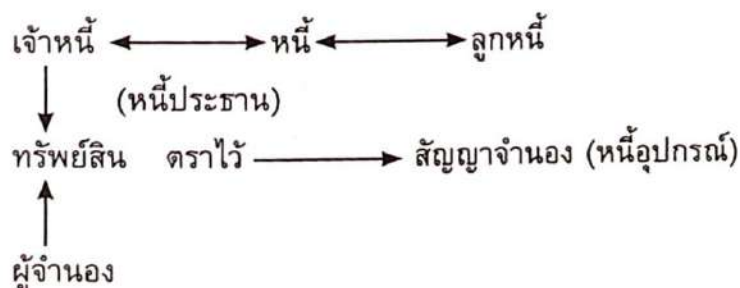 เจ้าหนี้ หนี้ ลูกหนี้
(หนี้ประธาน)
ทรัพย์สิน ตราไว้ สัญญาจำนอง (หนี้อุปกรณ์)
ผู้จำนอง